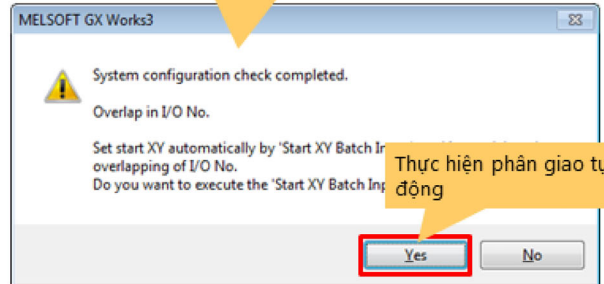 MELSOFT GX Works3
System configuration check completed.
Overlap in I/O No.
Set start XY automatically by 'Start XY Batch
overlapping of I/O No.
Do you want to execute the 'Start XY Batch
Thực hiện phân giao tự
động
Yes
No